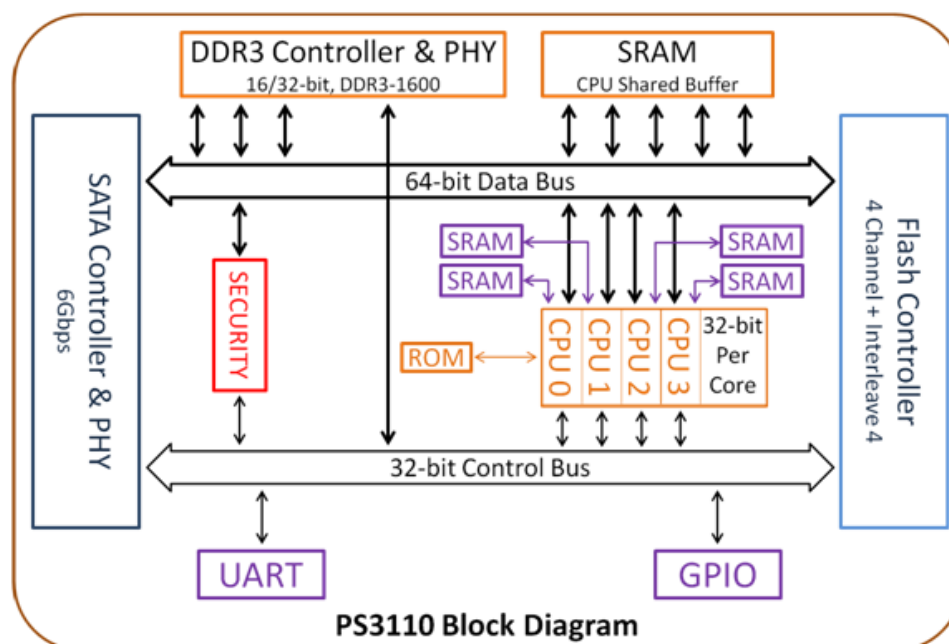 DDR3 Controller & PHY
16/32-bit, DDR3-1600
SRAM
CPU Shared Buffer
SATA Controller & PHY
6Gbps
64-bit Data Bus
Flash Controller
4 Channel + Interleave 4
SECURITY
SRAM
SRAM
SRAM
SRAM
ROM
CPU 0
CPU 1
CPU 2
CPU 3
32-bit
Per
Core
32-bit Control Bus
UART
GPIO
PS3110 Block Diagram